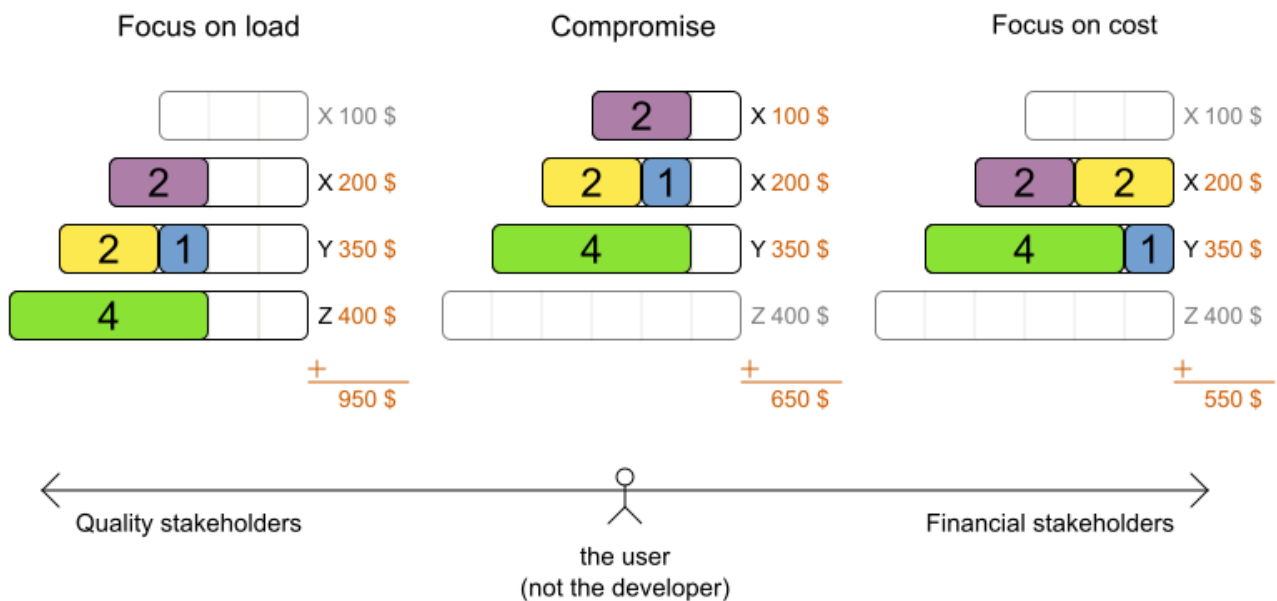 Focus on load
Compromise
Focus on cost
X 100 $
2 X 100 $
X 100 $
2 X 200 $
2 1 X 200 $
2 2 X 200 $
2 1 Y 350 $
4 Y 350 $
4 1 Y 350 $
4 Z 400 $
Z 400 $
Z 400 $
+
+
+
950 $
650 $
550 $
Quality stakeholders
Financial stakeholders
the user
(not the developer)